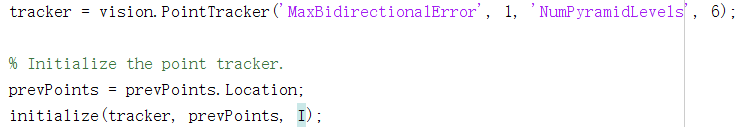 tracker = vision.PointTracker('MaxBidirectionalError', 1, 'NumPyramidLevels', 6);
% Initialize the point tracker.
prevPoints = prevPoints.Location;
initialize(tracker, prevPoints, I);